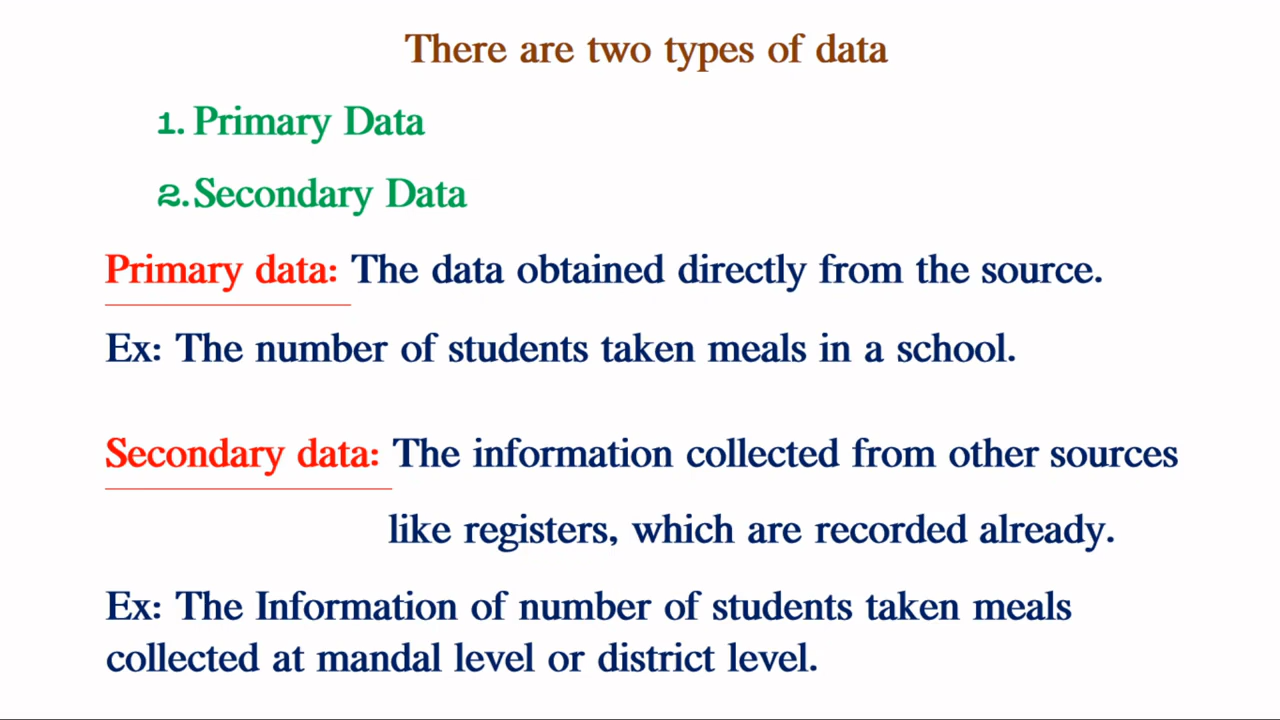 There are two types of data
1. Primary Data
2. Secondary Data
Primary data: The data obtained directly from the source.
Ex: The number of students taken meals in a school.
Secondary data: The information collected from other sources
like registers, which are recorded already.
Ex: The Information of number of students taken meals
collected at mandal level or district level.